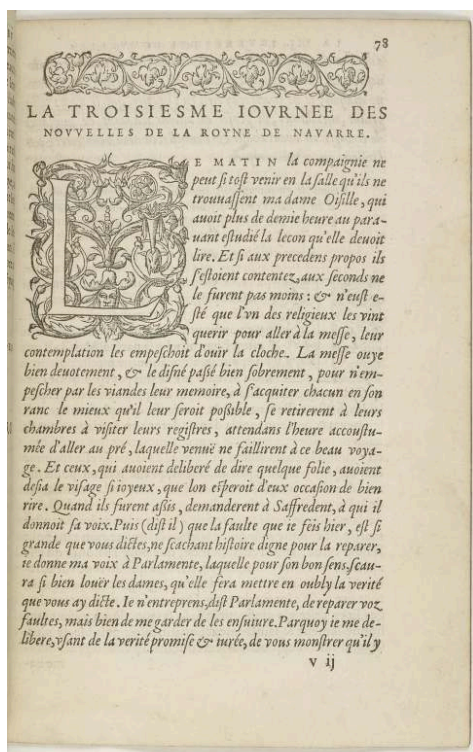 78
LA TROISIESME IOVRNEE DES
NOVVELLES DE LA ROYNE DE NAVARRE.
LE MATIN la compaignie ne
peut si tost venir en la salle qu'ils ne
trouuassent ma dame Oisille, qui
auoit plus de demie heure au para-
uant estudié la lecon qu'elle deuoit
lire. Et si aux precedens propos ils
s'estoient contentez, aux seconds ne
le furent pas moins: & n'eust e-
sté que l'vn des religieux les vint
querir pour aller à la messe, leur
contemplation les empeschoit d'ouïr la cloche. La messe ouye
bien deuotement, & le disné passé bien sobrement, pour n'em-
pescher par les viandes leur memoire, à s'acquiter chacun en son
ranc le mieux qu'il leur seroit possible, se retirerent à leurs
chambres à visiter leurs registres, attendans l'heure accoustu-
mée d'aller au pré, laquelle venuë ne faillirent à ce beau voya-
ge. Et ceux, qui auoient deliberé de dire quelque folie, auoient
desia le visage si ioyeux, que lon esperoit d'eux occasion de bien
rire. Quand ils furent aßis, demanderent à Saffredent, à qui il
donnoit sa voix. Puis (dist il) que la faulte que ie feis hier, est si
grande que vous dictes, ne scachant histoire digne pour la reparer,
ie donne ma voix à Parlamente, laquelle pour son bon sens, scau-
ra si bien louër les dames, qu'elle fera mettre en oubly la verité
que vous ay dicte. Ie n'entreprens, dist Parlamente, de reparer voz
faultes, mais bien de me garder de les ensuiure. Parquoy ie me de-
libere, vsant de la verité promise & iurée, de vous monstrer qu'il y
v ij